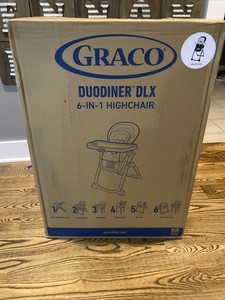 GRACO
DUODINER DLX
6-IN-1 HIGHCHAIR
1 2 3 4 5 6